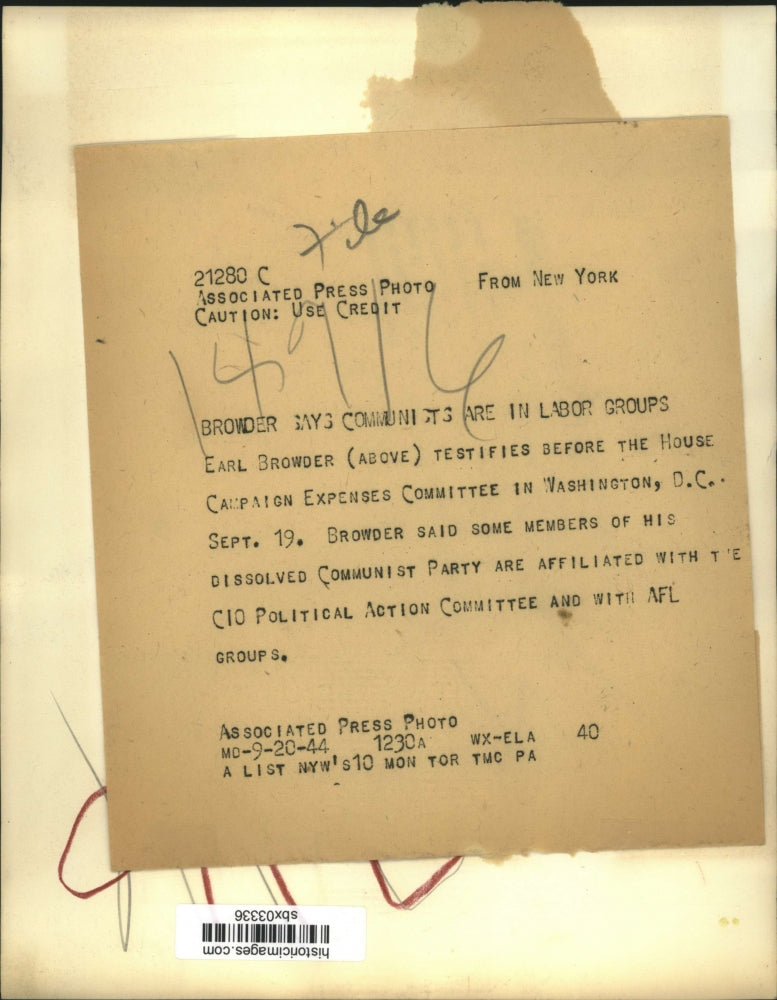 File
21280 C
ASSOCIATED PRESS PHOTO FROM NEW YORK
CAUTION: USE CREDIT
BROWDER SAYS COMMUNISTS ARE IN LABOR GROUPS
EARL BROWDER (ABOVE) TESTIFIES BEFORE THE HOUSE
CAMPAIGN EXPENSES COMMITTEE IN WASHINGTON, D.C.
SEPT. 19. BROWDER SAID SOME MEMBERS OF HIS
DISSOLVED COMMUNIST PARTY ARE AFFILIATED WITH THE
CIO POLITICAL ACTION COMMITTEE AND WITH AFL
GROUPS.
ASSOCIATED PRESS PHOTO
MD-9-20-44 1230A WX-ELA 40
A LIST NYW'S10 MON TOR TMC PA
historicimages.com
sbx03336